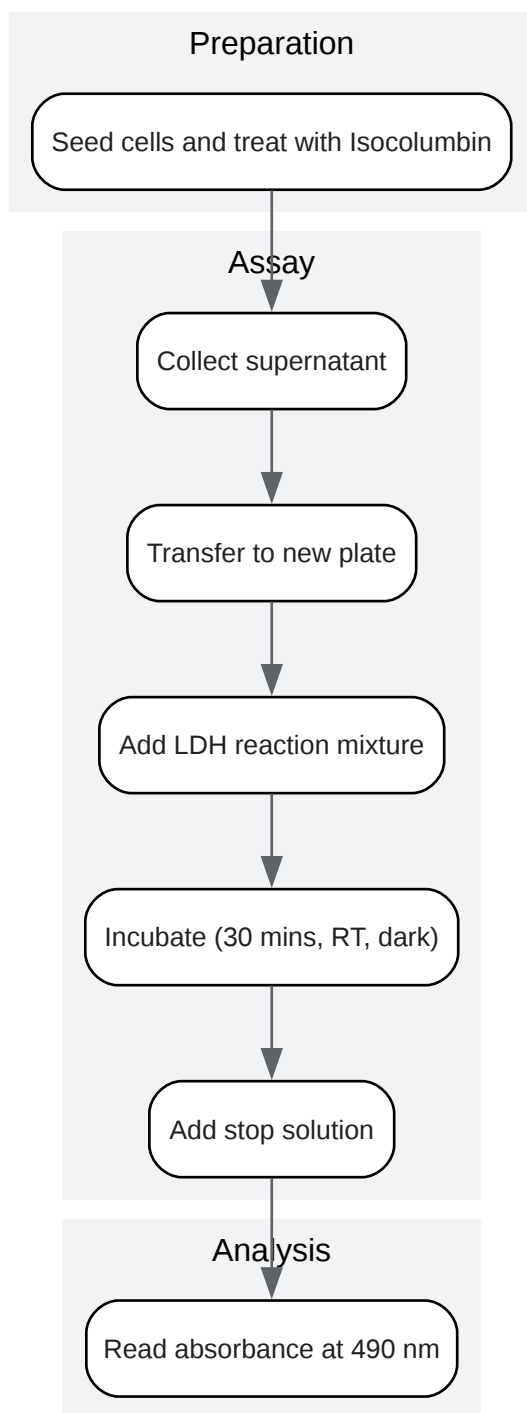 Preparation
Seed cells and treat with Isocolumbin
Assay
Collect supernatant
Transfer to new plate
Add LDH reaction mixture
Incubate (30 mins, RT, dark)
Add stop solution
Analysis
Read absorbance at 490 nm